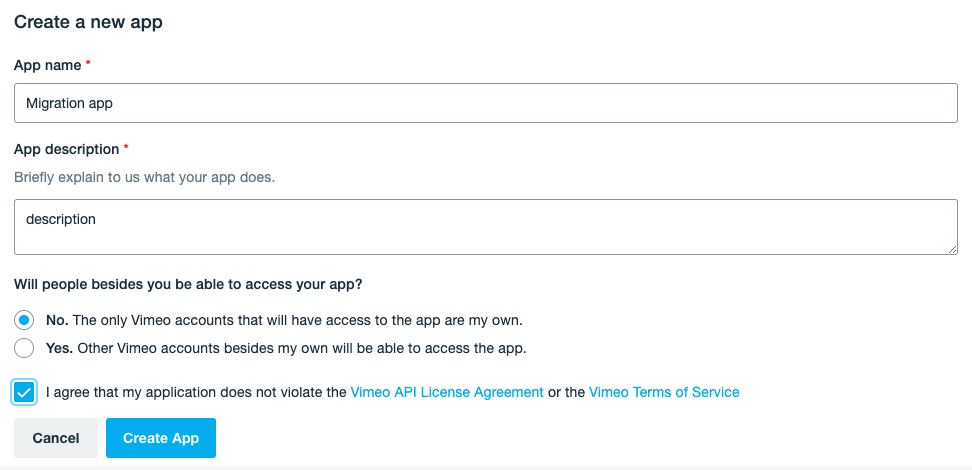 Create a new app
App name *
Migration app
App description *
Briefly explain to us what your app does.
description
Will people besides you be able to access your app?
No. The only Vimeo accounts that will have access to the app are my own.
Yes. Other Vimeo accounts besides my own will be able to access the app.
I agree that my application does not violate the Vimeo API License Agreement or the Vimeo Terms of Service
Cancel Create App